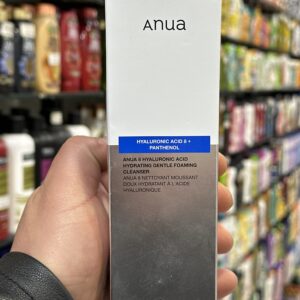 Anua
HYALURONIC ACID 8 +
PANTHENOL
ANUA 8 HYALURONIC ACID
HYDRATING GENTLE FOAMING
CLEANSER
ANUA 8 NETTOYANT MOUSSANT
DOUX HYDRATANT À L'ACIDE
HYALURONIQUE